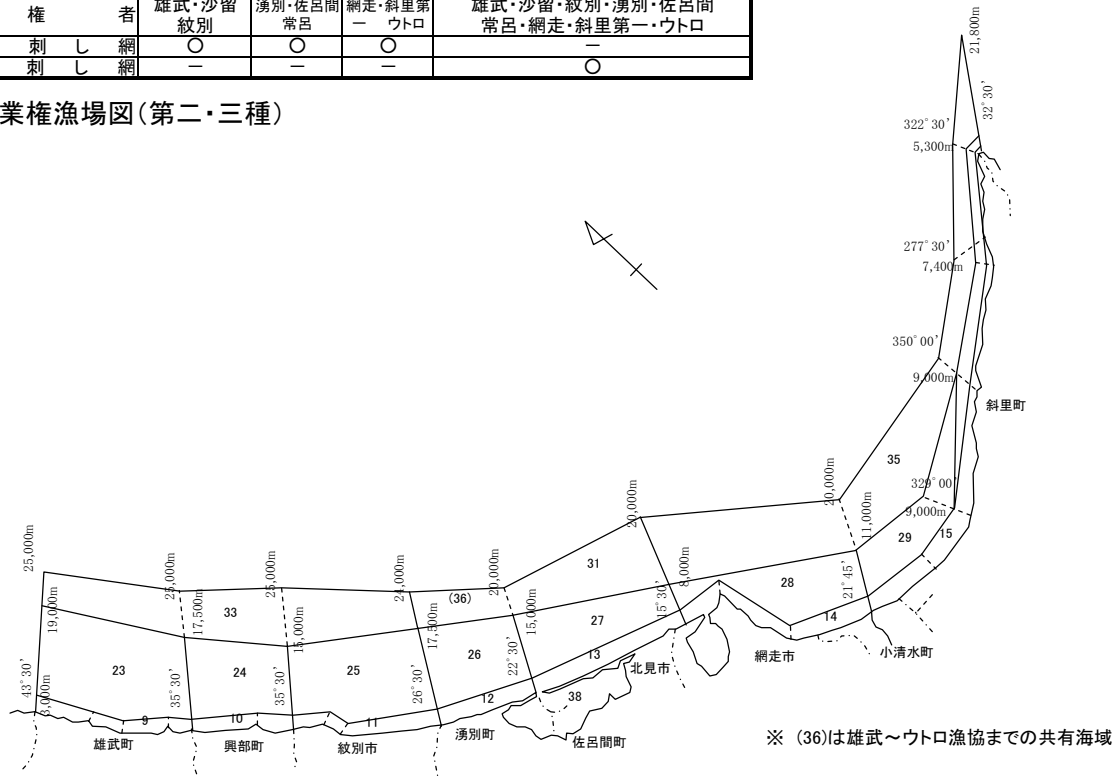 権　者　雄武・沙留　湧別・佐呂間　網走・斜里第　雄武・沙留・紋別・湧別・佐呂間
紋別　常呂　一　ウトロ　常呂・網走・斜里第一・ウトロ
刺し網　〇　〇　〇　－
刺し網　－　－　－　〇
業権漁場図(第二・三種)
21,800m
32°30'
322°30'
5,300m
277°30'
7,400m
350°00'
9,000m
斜里町
35
329°00'
9,000m
15
29
20,000m
11,000m
20,000m
31
8,000m
15°30'
28
21°45'
14
小清水町
網走市
25,000m
19,000m
43°30'
3,000m
23
9
雄武町
25,000m
17,500m
33
35°30'
24
10
興部町
25,000m
15,000m
35°30'
25
11
紋別市
24,000m
17,500m
(36)
26°30'
26
12
湧別町
20,000m
15,000m
22°30'
27
13
北見市
38
佐呂間町
※ (36)は雄武～ウトロ漁協までの共有海域